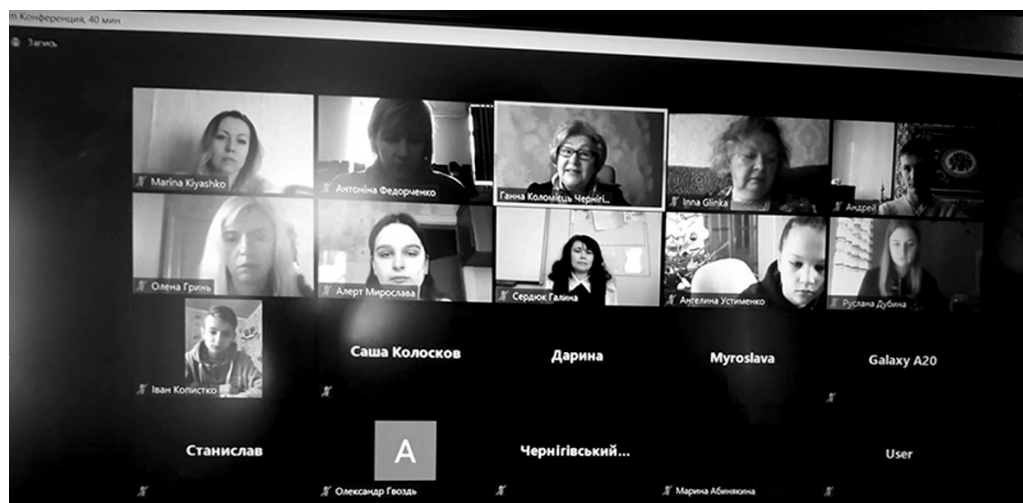 m Конференция, 40 мин
Запись
Marina Kiyashko
Антоніна Федорченко
Ганна Коломієць Чернігі...
Inna Glinka
Андрей
Олена Гринь
Алерт Мирослава
Сердюк Галина
Ангелина Устименко
Руслана Дубина
Іван Копистко
Саша Колосков
Дарина
Myroslava
Galaxy A20
Станислав
A
Олександр Гвоздь
Чернігівський...
Марина Абинякина
User